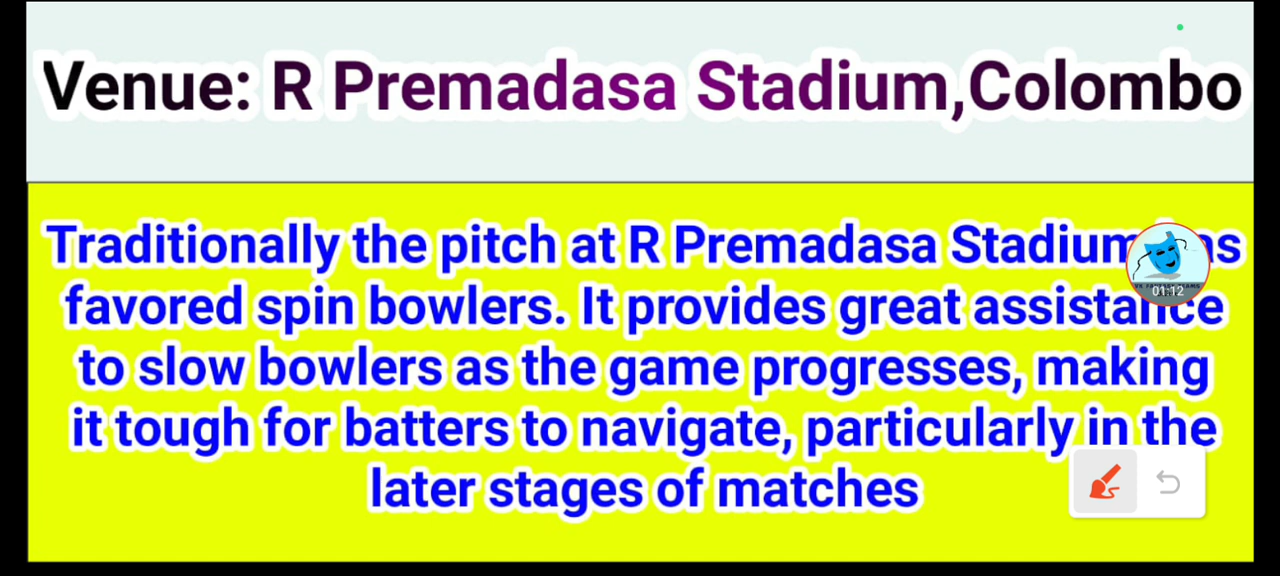 Venue: R Premadasa Stadium,Colombo
Traditionally the pitch at R Premadasa Stadium
favored spin bowlers. It provides great assistance
to slow bowlers as the game progresses, making
it tough for batters to navigate, particularly in the
later stages of matches
01:12